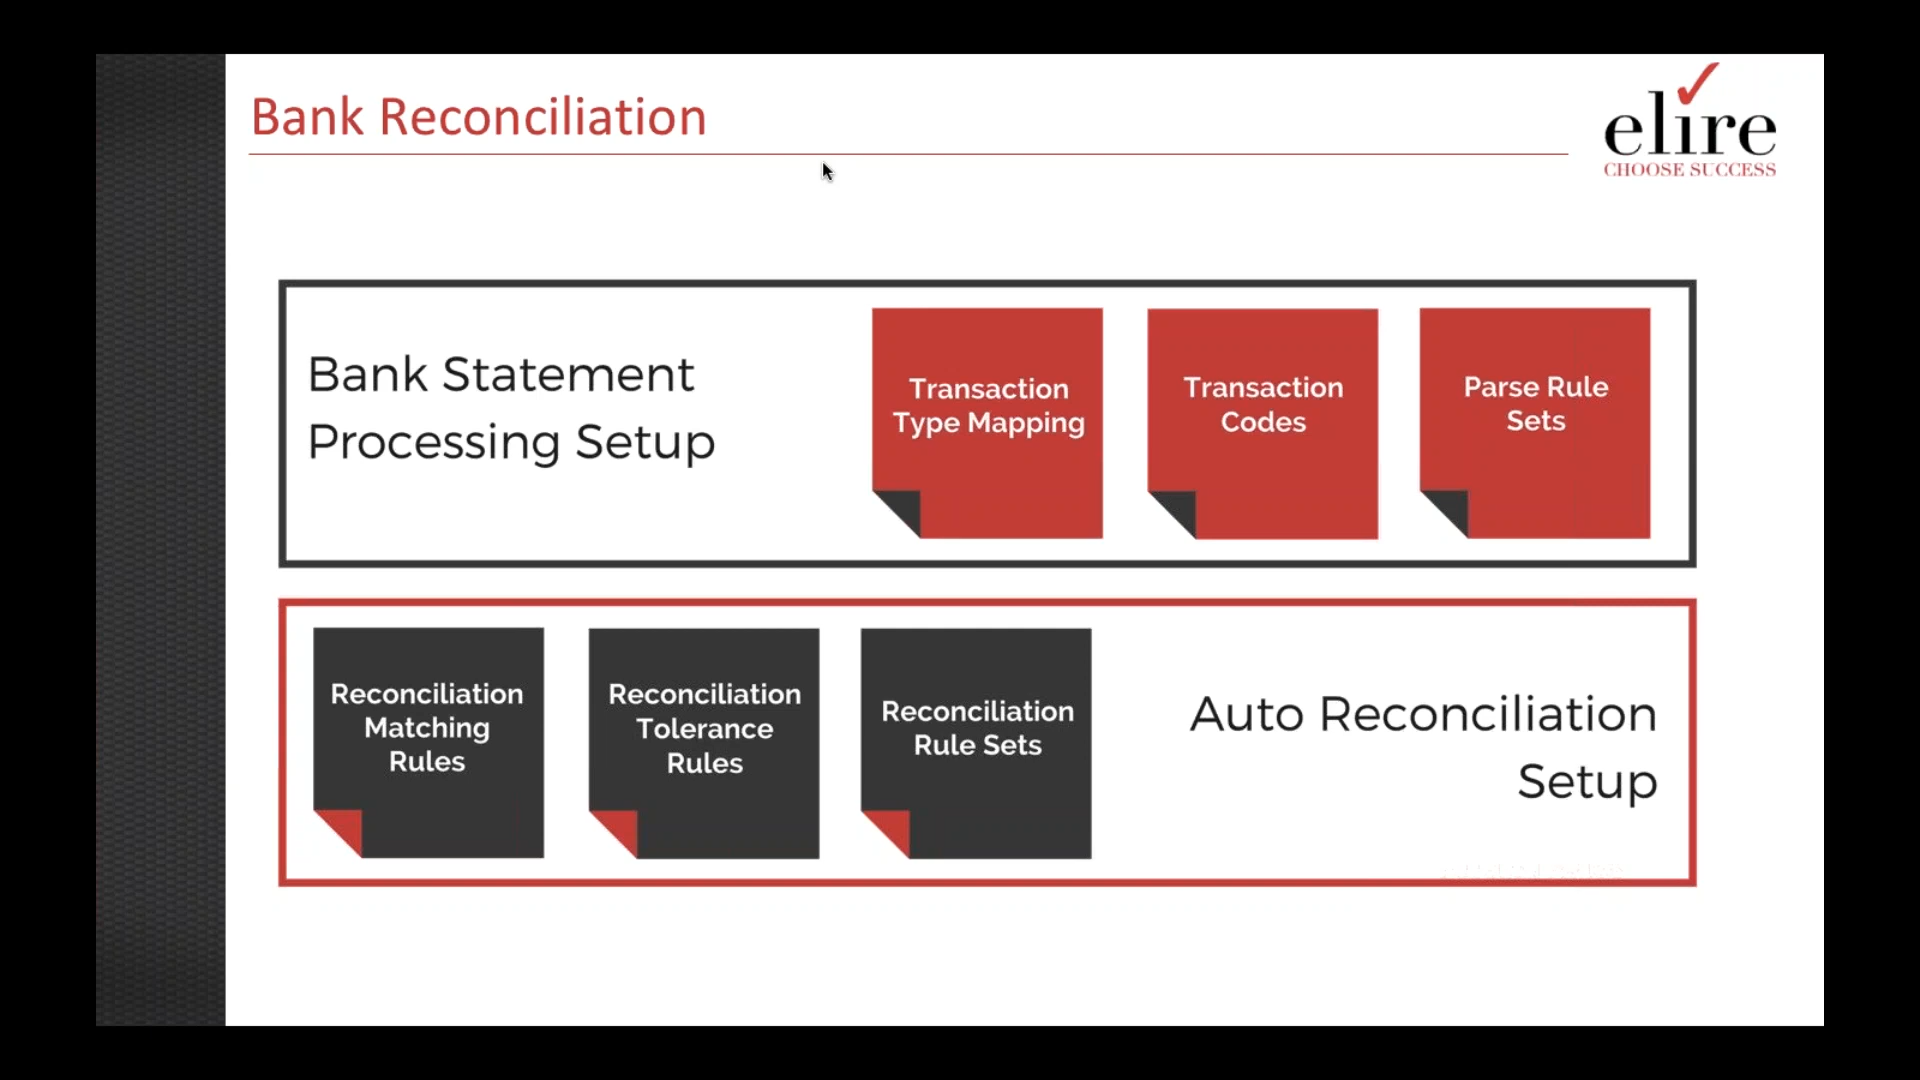 Bank Reconciliation
elire
CHOOSE SUCCESS
Bank Statement
Processing Setup
Transaction
Type Mapping
Transaction
Codes
Parse Rule
Sets
Reconciliation
Matching
Rules
Reconciliation
Tolerance
Rules
Reconciliation
Rule Sets
Auto Reconciliation
Setup